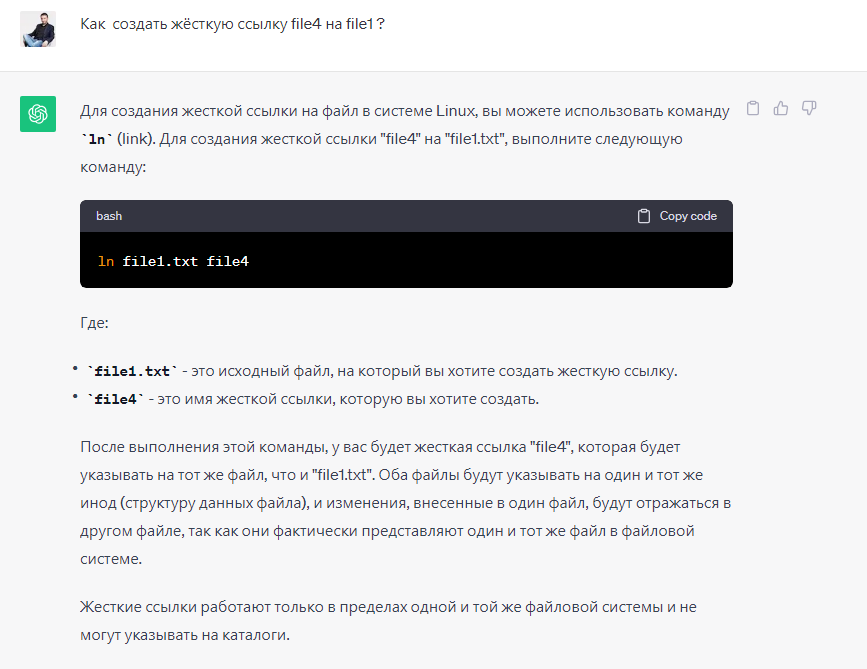 Как создать жёсткую ссылку file4 на file1?
Для создания жесткой ссылки на файл в системе Linux, вы можете использовать команду
`ln` (link). Для создания жесткой ссылки "file4" на "file1.txt", выполните следующую
команду:
bash
Copy code
ln file1.txt file4
Где:
• `file1.txt` - это исходный файл, на который вы хотите создать жесткую ссылку.
• `file4` - это имя жесткой ссылки, которую вы хотите создать.
После выполнения этой команды, у вас будет жесткая ссылка "file4", которая будет
указывать на тот же файл, что и "file1.txt". Оба файлы будут указывать на один и тот же
инод (структуру данных файла), и изменения, внесенные в один файл, будут отражаться в
другом файле, так как они фактически представляют один и тот же файл в файловой
системе.
Жесткие ссылки работают только в пределах одной и той же файловой системы и не
могут указывать на каталоги.